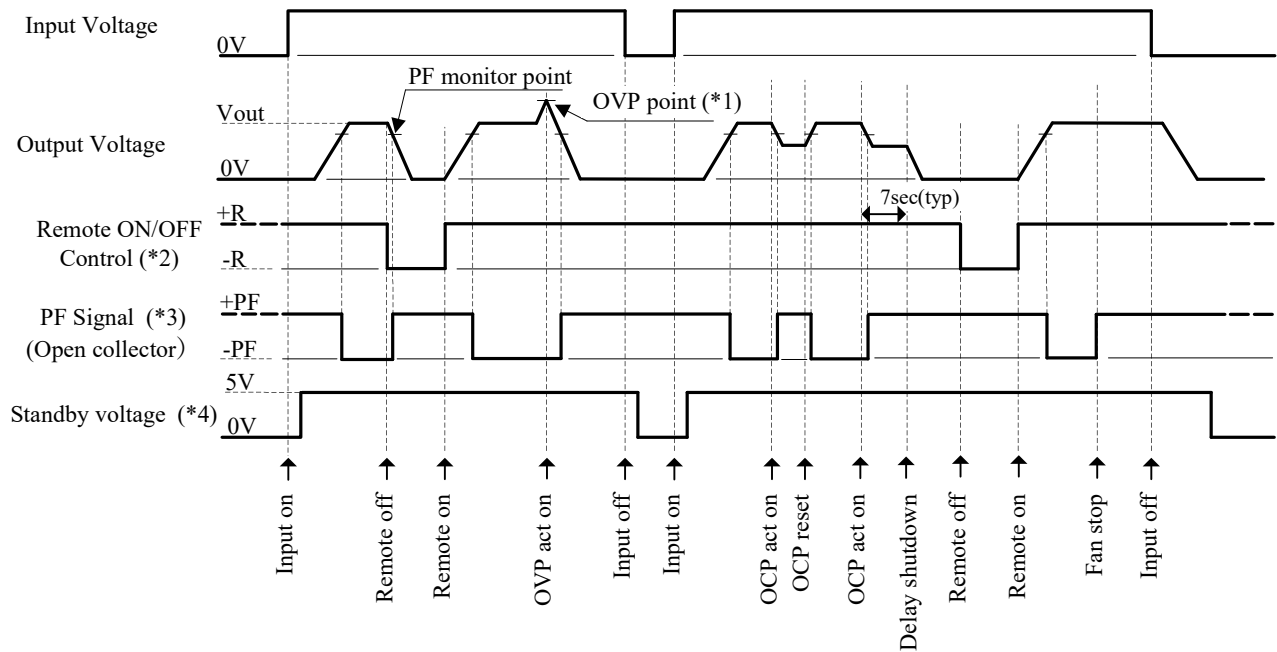 Input Voltage
0V
PF monitor point
OVP point (*1)
Vout
Output Voltage
0V
7sec(typ)
+R
Remote ON/OFF
Control (*2)
-R
+PF
PF Signal (*3)
(Open collector）
-PF
5V
Standby voltage (*4)
0V
Input on
Remote off
Remote on
OVP act on
Input off
Input on
OCP act on
OCP reset
OCP act on
Delay shutdown
Remote off
Remote on
Fan stop
Input off